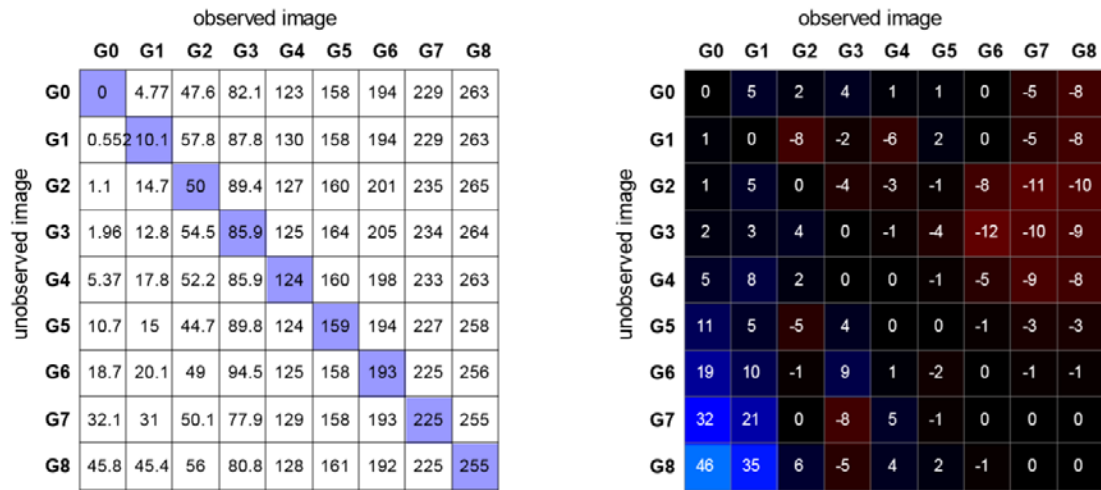 observed image
G0 G1 G2 G3 G4 G5 G6 G7 G8
unobserved image
G0 0 4.77 47.6 82.1 123 158 194 229 263
G1 0.552 10.1 57.8 87.8 130 158 194 229 263
G2 1.1 14.7 50 89.4 127 160 201 235 265
G3 1.96 12.8 54.5 85.9 125 164 205 234 264
G4 5.37 17.8 52.2 85.9 124 160 198 233 263
G5 10.7 15 44.7 89.8 124 159 194 227 258
G6 18.7 20.1 49 94.5 125 158 193 225 256
G7 32.1 31 50.1 77.9 129 158 193 225 255
G8 45.8 45.4 56 80.8 128 161 192 225 255
observed image
G0 G1 G2 G3 G4 G5 G6 G7 G8
unobserved image
G0 0 5 2 4 1 1 0 -5 -8
G1 1 0 -8 -2 -6 2 0 -5 -8
G2 1 5 0 -4 -3 -1 -8 -11 -10
G3 2 3 4 0 -1 -4 -12 -10 -9
G4 5 8 2 0 0 -1 -5 -9 -8
G5 11 5 -5 4 0 0 -1 -3 -3
G6 19 10 -1 9 1 -2 0 -1 -1
G7 32 21 0 -8 5 -1 0 0 0
G8 46 35 6 -5 4 2 -1 0 0